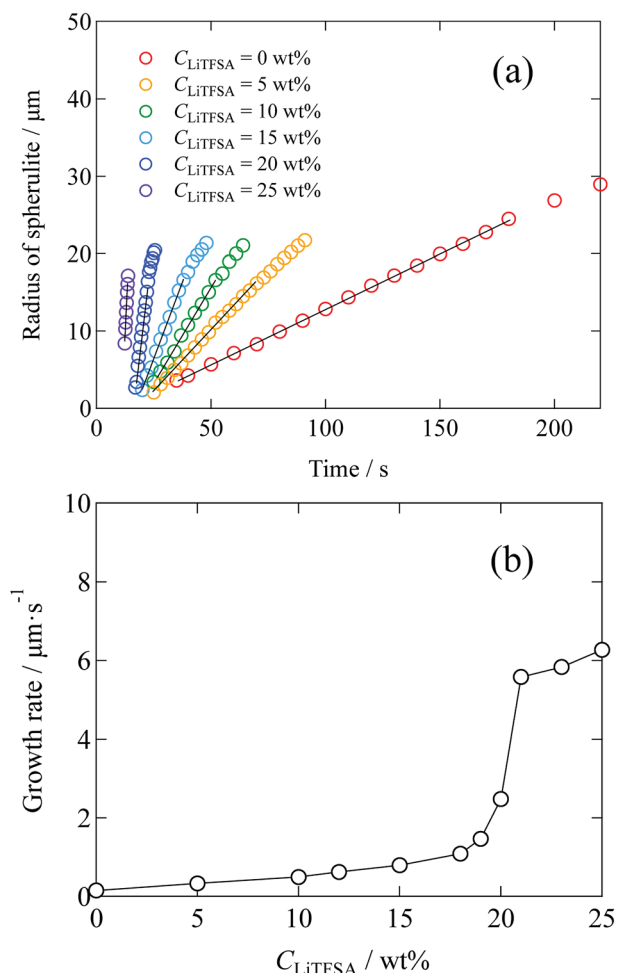 50
40
30
20
10
0
Radius of spherulite / μm
(a)
C_LiTFSA = 0 wt%
C_LiTFSA = 5 wt%
C_LiTFSA = 10 wt%
C_LiTFSA = 15 wt%
C_LiTFSA = 20 wt%
C_LiTFSA = 25 wt%
0 50 100 150 200
Time / s
10
8
6
4
2
0
Growth rate / μm·s⁻¹
(b)
0 5 10 15 20 25
C_LiTFSA / wt%